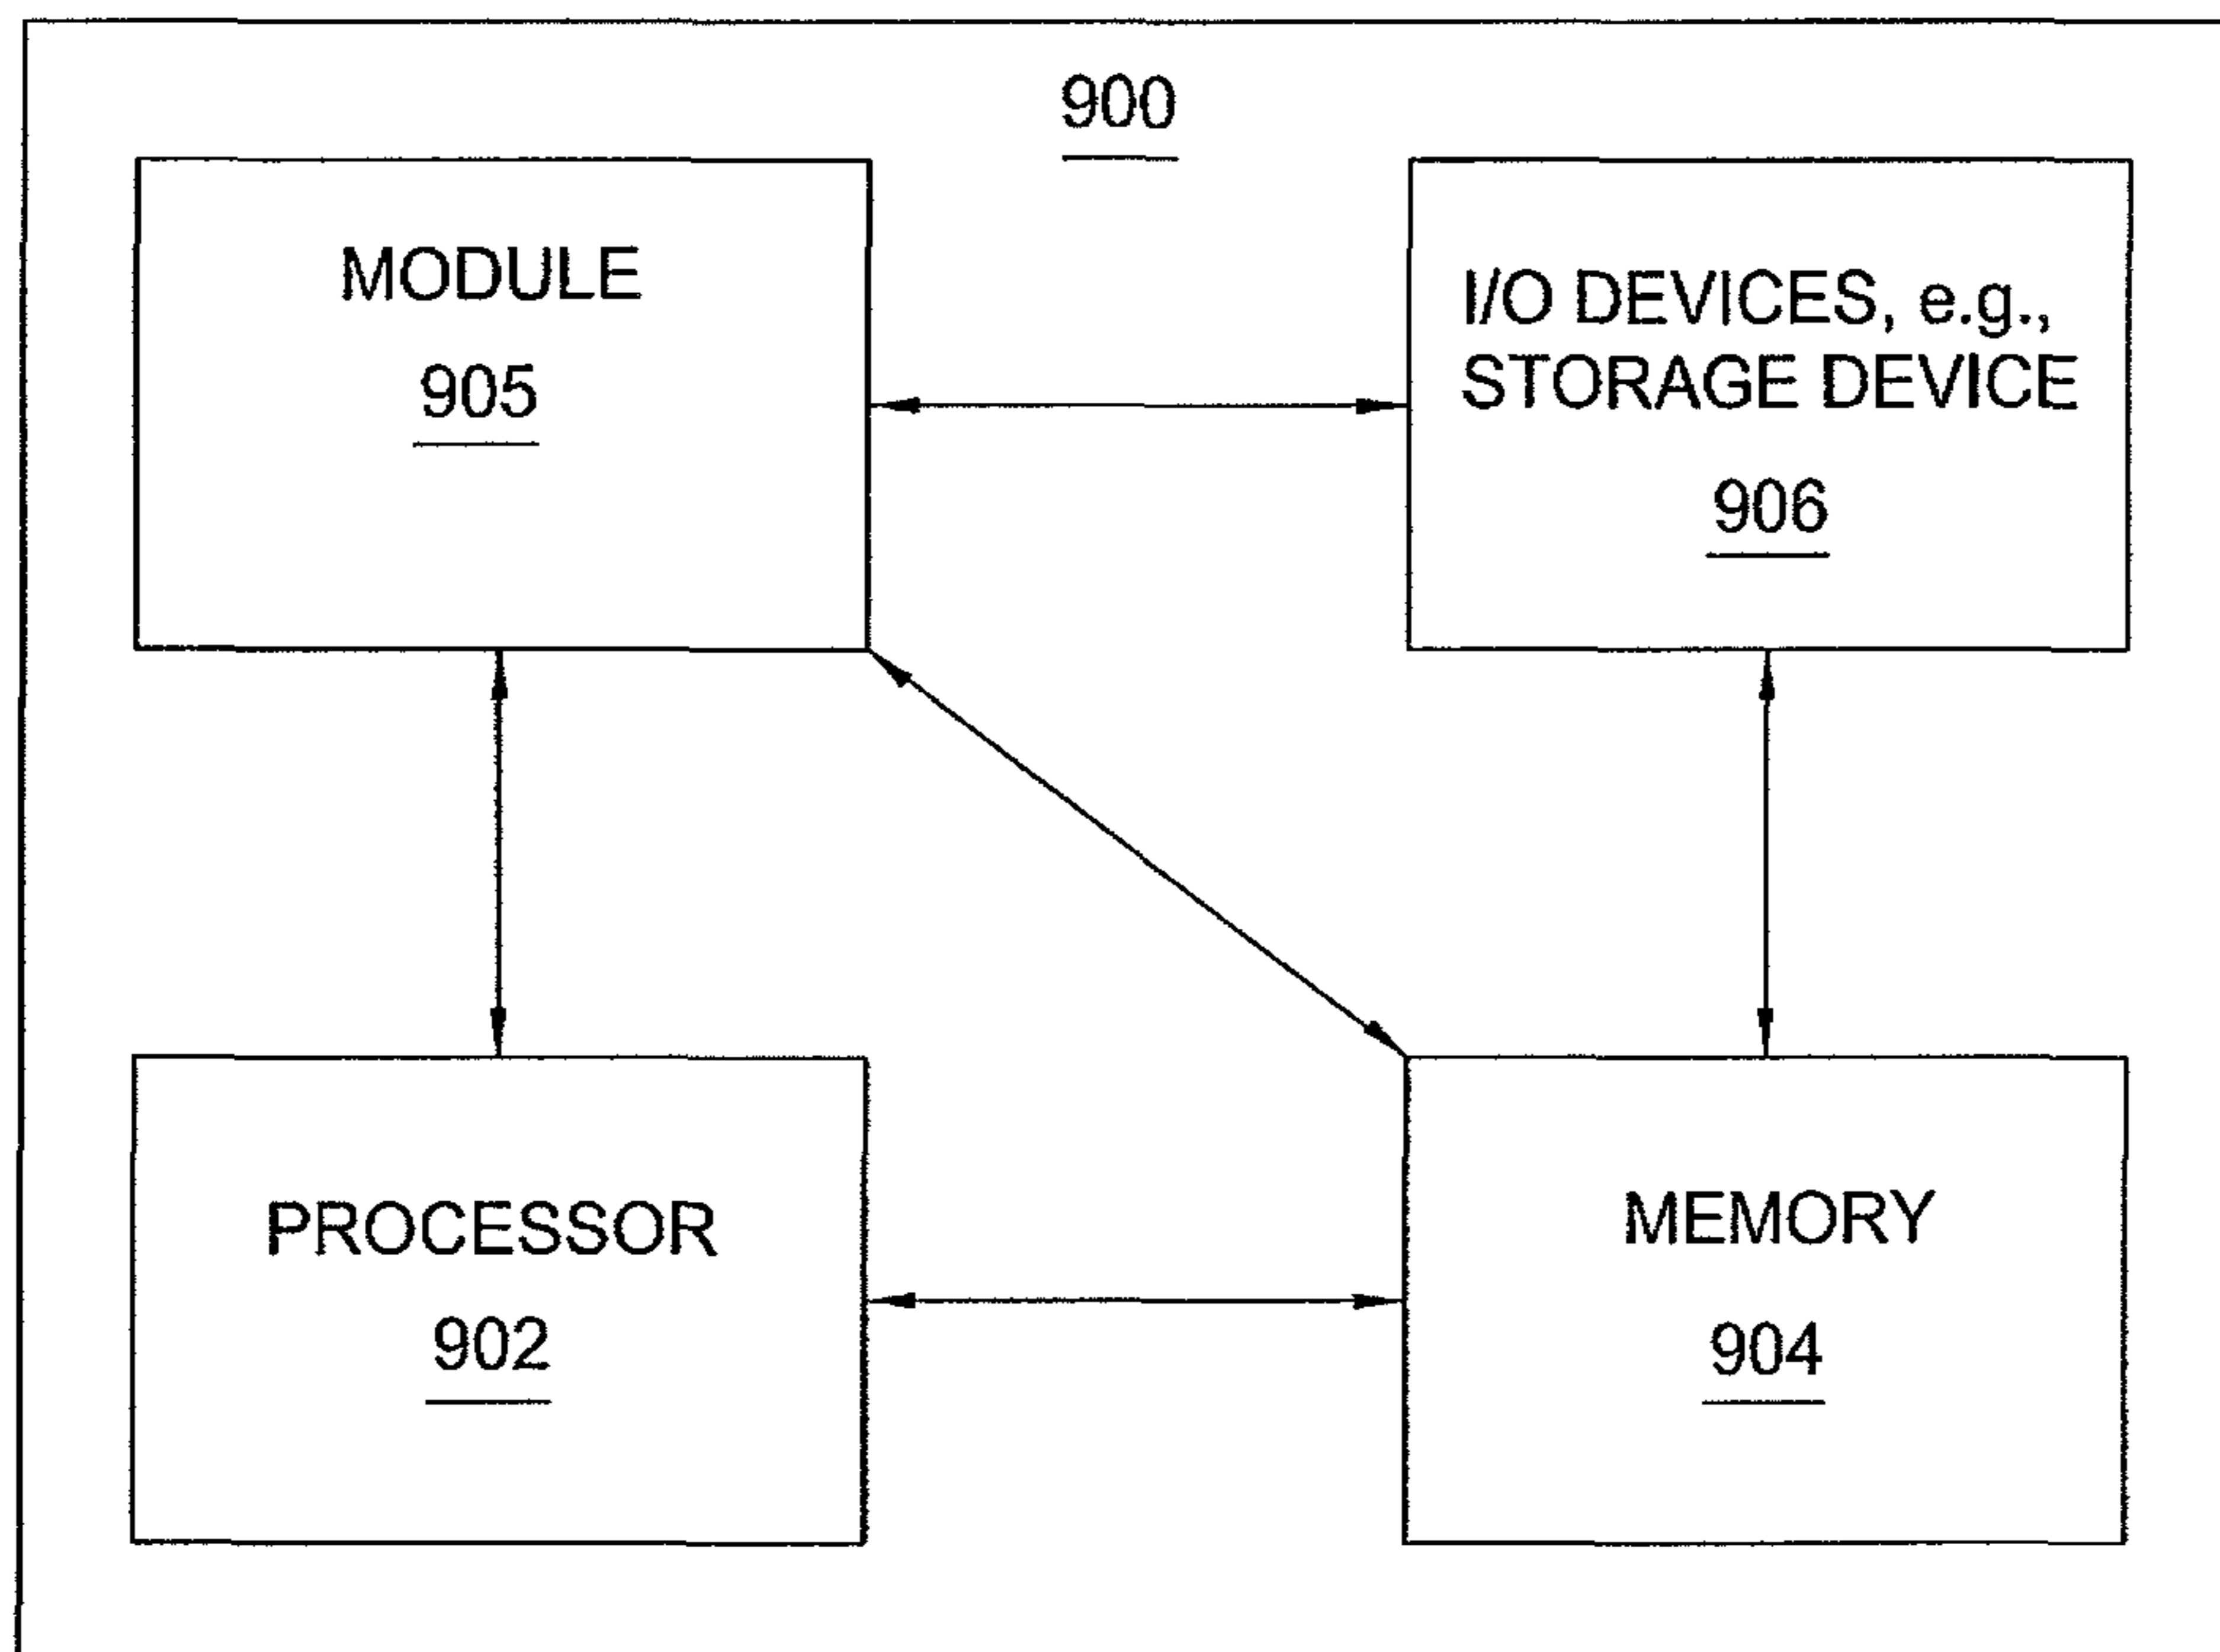 900
MODULE
905
I/O DEVICES, e.g.,
STORAGE DEVICE
906
PROCESSOR
902
MEMORY
904